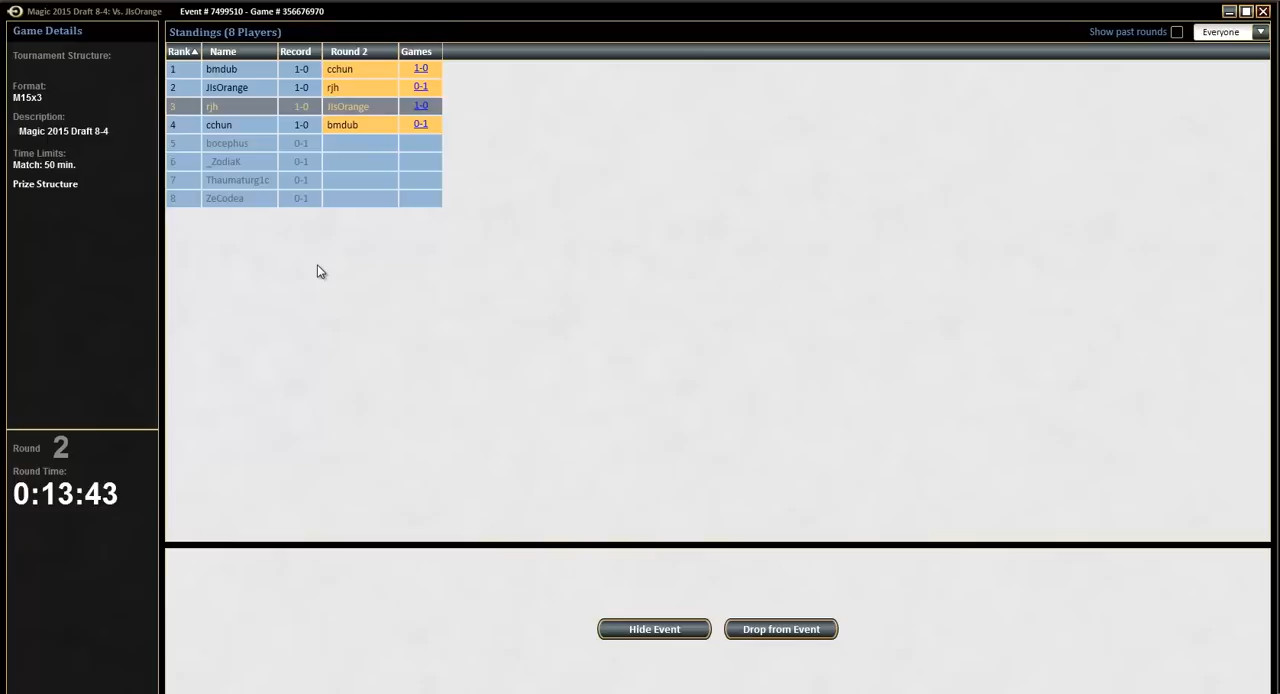 Magic 2015 Draft 8-4: Vs. JIsOrange Event # 7499510 - Game # 356676970
Game Details
Tournament Structure:
Format:
M15x3
Description:
Magic 2015 Draft 8-4
Time Limits:
Match: 50 min.
Prize Structure
Round 2
Round Time:
0:13:43
Standings (8 Players) Show past rounds Everyone
Rank Name Record Round 2 Games
1 bmdub 1-0 cchun 1-0
2 JIsOrange 1-0 rjh 0-1
3 rjh 1-0 JIsOrange 1-0
4 cchun 1-0 bmdub 0-1
5 bocephus 0-1
6 _ZodiaK 0-1
7 Thaumaturg1c 0-1
8 ZeCodea 0-1
Hide Event Drop from Event